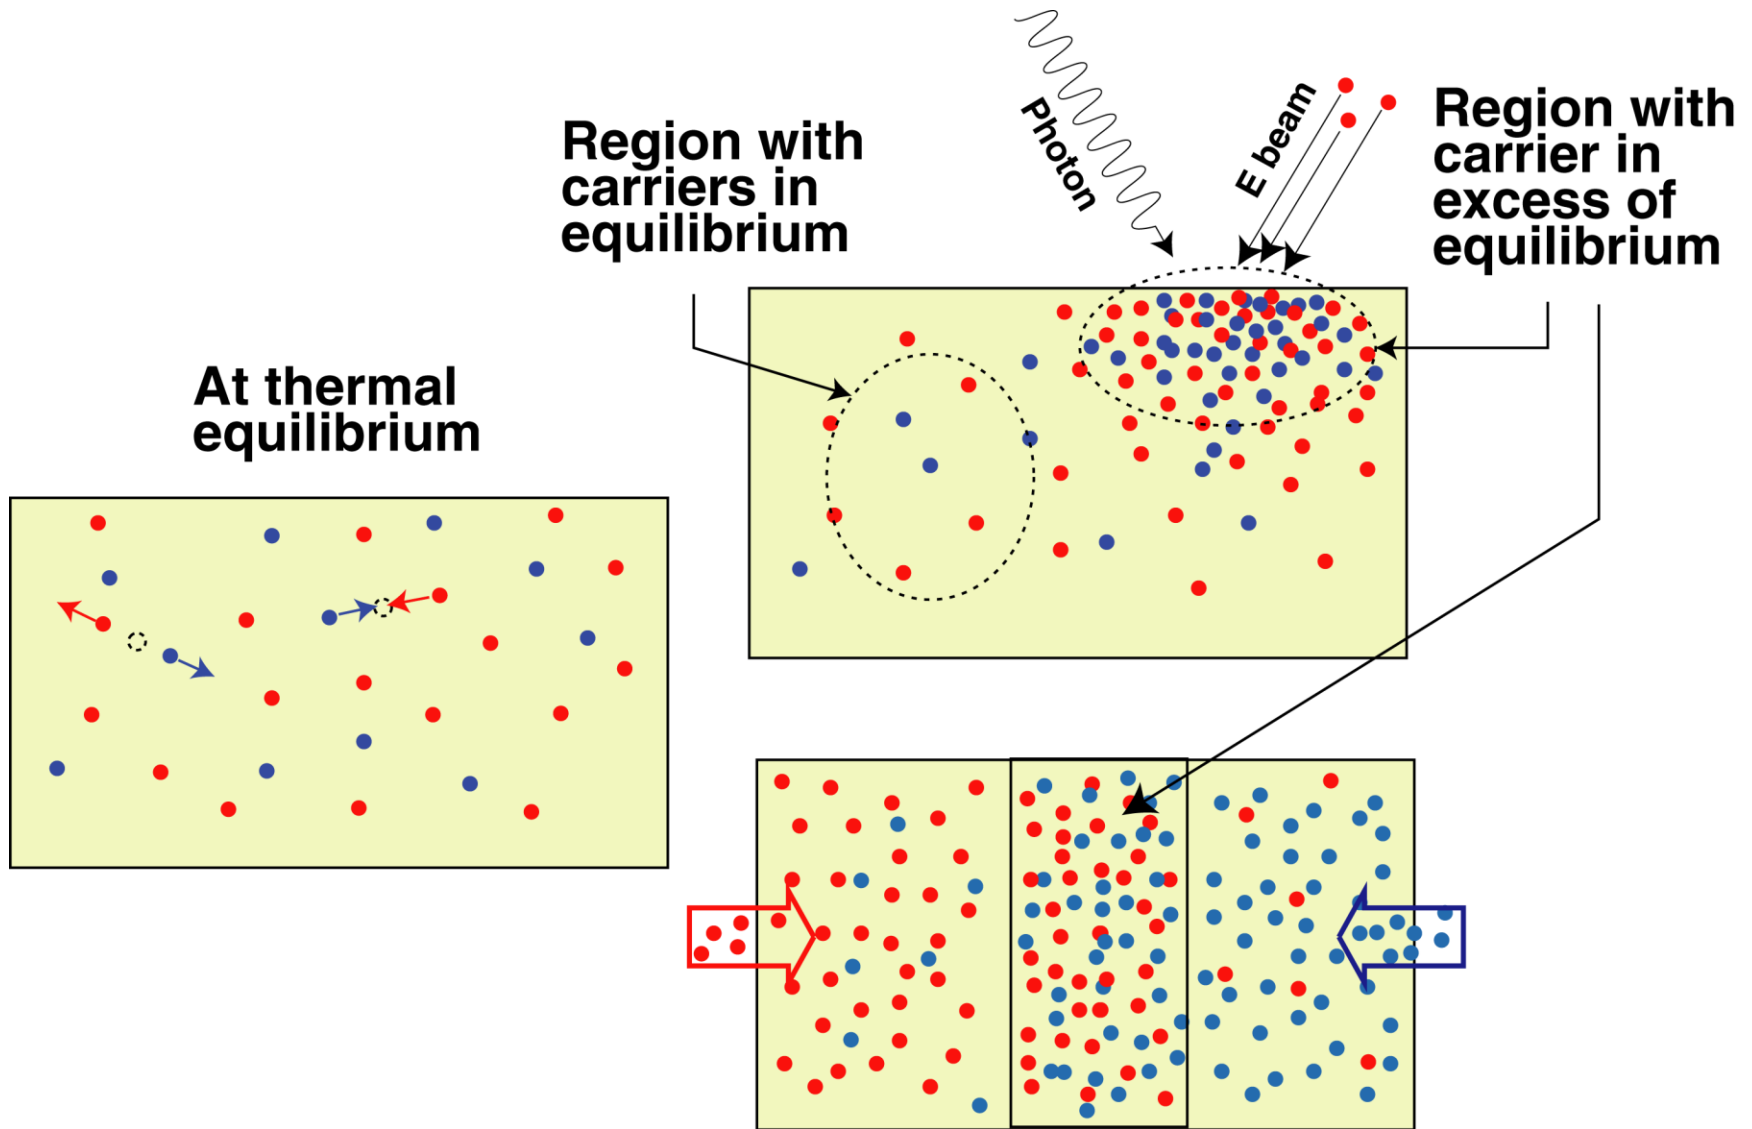 Region with
carriers in
equilibrium
Photon
E beam
Region with
carrier in
excess of
equilibrium
At thermal
equilibrium